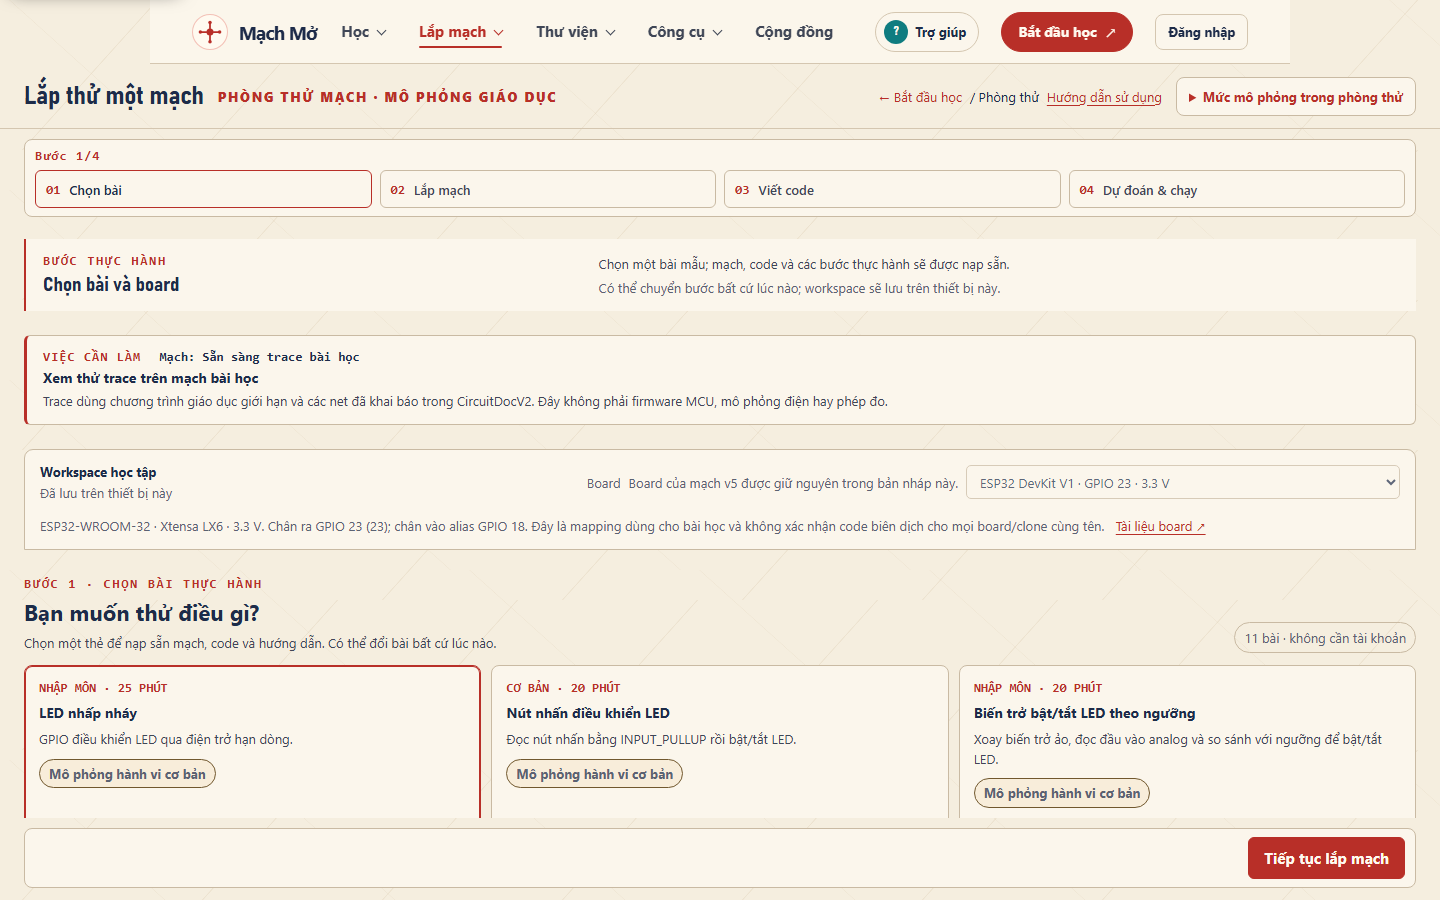 Mạch Mở
Học
Lắp mạch
Thư viện
Công cụ
Cộng đồng
? Trợ giúp
Bắt đầu học ↗
Đăng nhập
Lắp thử một mạch
PHÒNG THỬ MẠCH · MÔ PHỎNG GIÁO DỤC
← Bắt đầu học / Phòng thử Hướng dẫn sử dụng
▶ Mức mô phỏng trong phòng thử
Bước 1/4
01 Chọn bài
02 Lắp mạch
03 Viết code
04 Dự đoán & chạy
BƯỚC THỰC HÀNH
Chọn bài và board
Chọn một bài mẫu; mạch, code và các bước thực hành sẽ được nạp sẵn.
Có thể chuyển bước bất cứ lúc nào; workspace sẽ lưu trên thiết bị này.
VIỆC CẦN LÀM Mạch: Sẵn sàng trace bài học
Xem thử trace trên mạch bài học
Trace dùng chương trình giáo dục giới hạn và các net đã khai báo trong CircuitDocV2. Đây không phải firmware MCU, mô phỏng điện hay phép đo.
Workspace học tập
Đã lưu trên thiết bị này
Board Board của mạch v5 được giữ nguyên trong bản nháp này.
ESP32 DevKit V1 · GPIO 23 · 3.3 V
ESP32-WROOM-32 · Xtensa LX6 · 3.3 V. Chân ra GPIO 23 (23); chân vào alias GPIO 18. Đây là mapping dùng cho bài học và không xác nhận code biên dịch cho mọi board/clone cùng tên. Tài liệu board ↗
BƯỚC 1 · CHỌN BÀI THỰC HÀNH
Bạn muốn thử điều gì?
Chọn một thẻ để nạp sẵn mạch, code và hướng dẫn. Có thể đổi bài bất cứ lúc nào.
11 bài · không cần tài khoản
NHẬP MÔN · 25 PHÚT
LED nhấp nháy
GPIO điều khiển LED qua điện trở hạn dòng.
Mô phỏng hành vi cơ bản
CƠ BẢN · 20 PHÚT
Nút nhấn điều khiển LED
Đọc nút nhấn bằng INPUT_PULLUP rồi bật/tắt LED.
Mô phỏng hành vi cơ bản
NHẬP MÔN · 20 PHÚT
Biến trở bật/tắt LED theo ngưỡng
Xoay biến trở ảo, đọc đầu vào analog và so sánh với ngưỡng để bật/tắt
LED.
Mô phỏng hành vi cơ bản
Tiếp tục lắp mạch